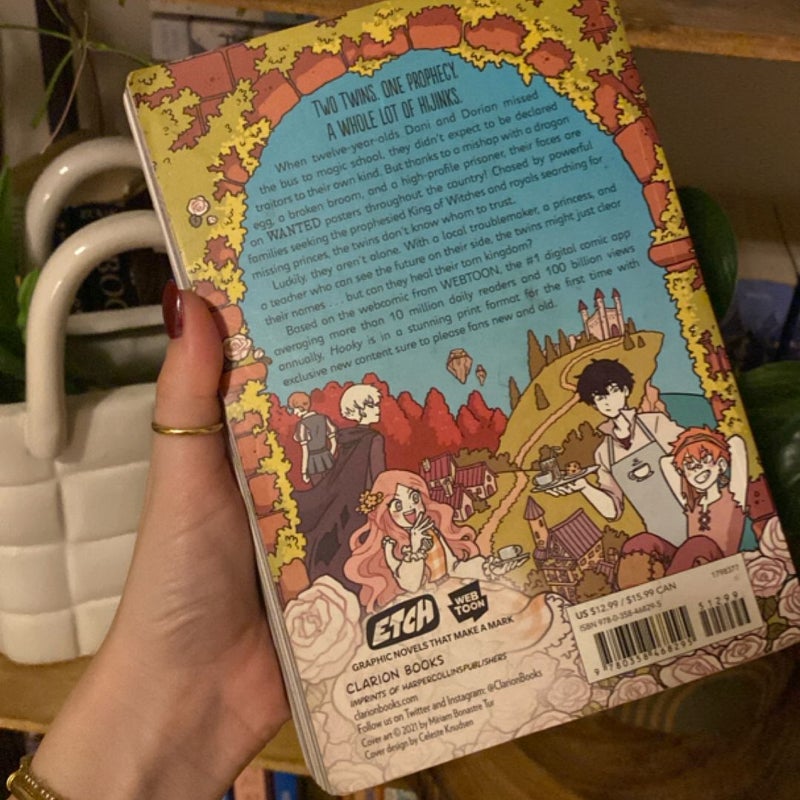 TWO TWINS. ONE PROPHECY.
A WHOLE LOT OF HIJINKS.
When twelve-year-olds Dani and Dorian missed
the bus to magic school, they didn't expect to be declared
traitors to their own kind. But thanks to a mishap with a dragon
egg, a broken broom, and a high-profile prisoner, their faces are
on WANTED posters throughout the country! Chased by powerful
families seeking the prophesied King of Witches and royals searching for
missing princes, the twins don't know whom to trust.
Luckily, they aren't alone. With a local troublemaker, a princess, and
a teacher who can see the future on their side, the twins might just clear
their names . . . but can they heal their torn kingdom?
Based on the webcomic from WEBTOON, the #1 digital comic app
averaging more than 10 million daily readers and 100 billion views
annually, Hooky is in a stunning print format for the first time with
exclusive new content sure to please fans new and old.
ETCH
WEB
TOON
GRAPHIC NOVELS THAT MAKE A MARK
CLARION BOOKS
IMPRINTS OF HARPERCOLLINSPUBLISHERS
clarionbooks.com
Follow us on Twitter and Instagram: @ClarionBooks
Cover art © 2021 by Míriam Bonastre Tur
Cover design by Celeste Knudsen
1798377
US $12.99 / $15.99 CAN
ISBN 978-0-358-46829-5
51299
9 780358 468295